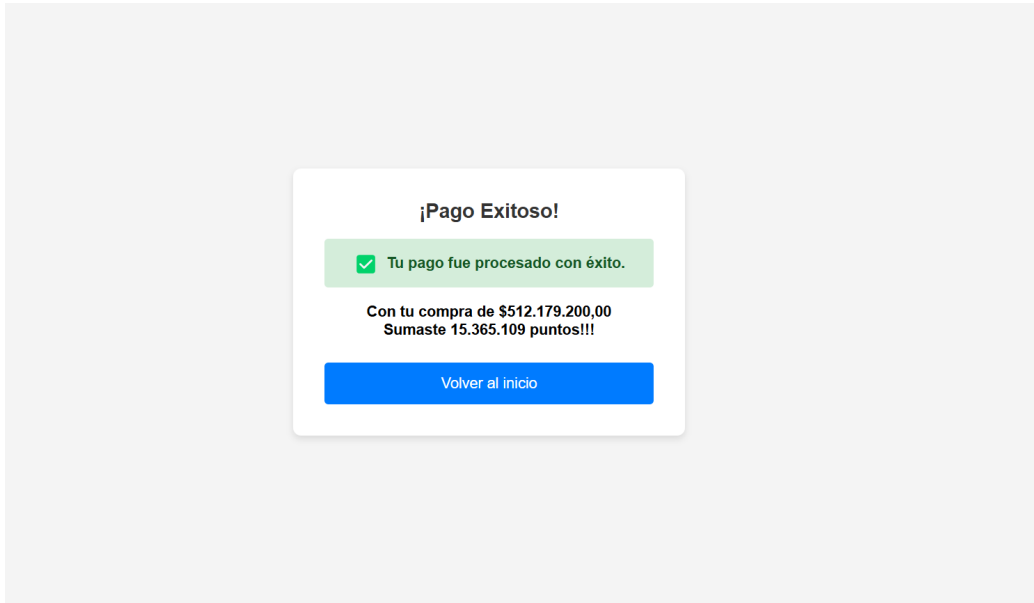 ¡Pago Exitoso!
Tu pago fue procesado con éxito.
Con tu compra de $512.179.200,00
Sumaste 15.365.109 puntos!!!
Volver al inicio